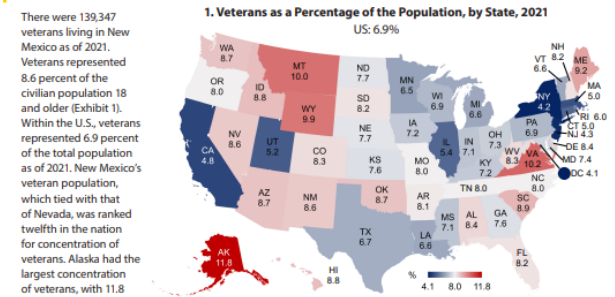 There were 139,347
veterans living in New
Mexico as of 2021.
Veterans represented
8.6 percent of the
civilian population 18
and older (Exhibit 1).
Within the U.S., veterans
represented 6.9 percent
of the total population
as of 2021. New Mexico's
veteran population,
which tied with that
of Nevada, was ranked
twelfth in the nation
for concentration of
veterans. Alaska had the
largest concentration
of veterans, with 11.8
1. Veterans as a Percentage of the Population, by State, 2021
US: 6.9%
WA
8.7
OR
8.0
CA
4.8
NV
8.6
ID
8.8
MT
10.0
WY
9.9
UT
5.2
AZ
8.7
CO
8.3
NM
8.6
ND
7.7
SD
8.2
NE
7.7
KS
7.6
OK
8.7
TX
6.7
MN
6.5
IA
7.2
MO
8.0
AR
8.1
LA
6.6
WI
6.9
IL
5.4
MI
6.6
IN
7.1
OH
7.3
KY
7.2
TN 8.0
MS
7.1
AL
8.4
GA
7.6
FL
8.2
SC
8.9
NC
8.0
VA
10.2
WV
8.3
PA
6.9
NY
4.2
VT
6.6
NH
8.2
ME
9.2
MA
5.0
RI 6.0
CT 5.0
NJ 4.3
DE 8.4
MD 7.4
DC 4.1
AK
11.8
HI
8.8
%
4.1 8.0 11.8